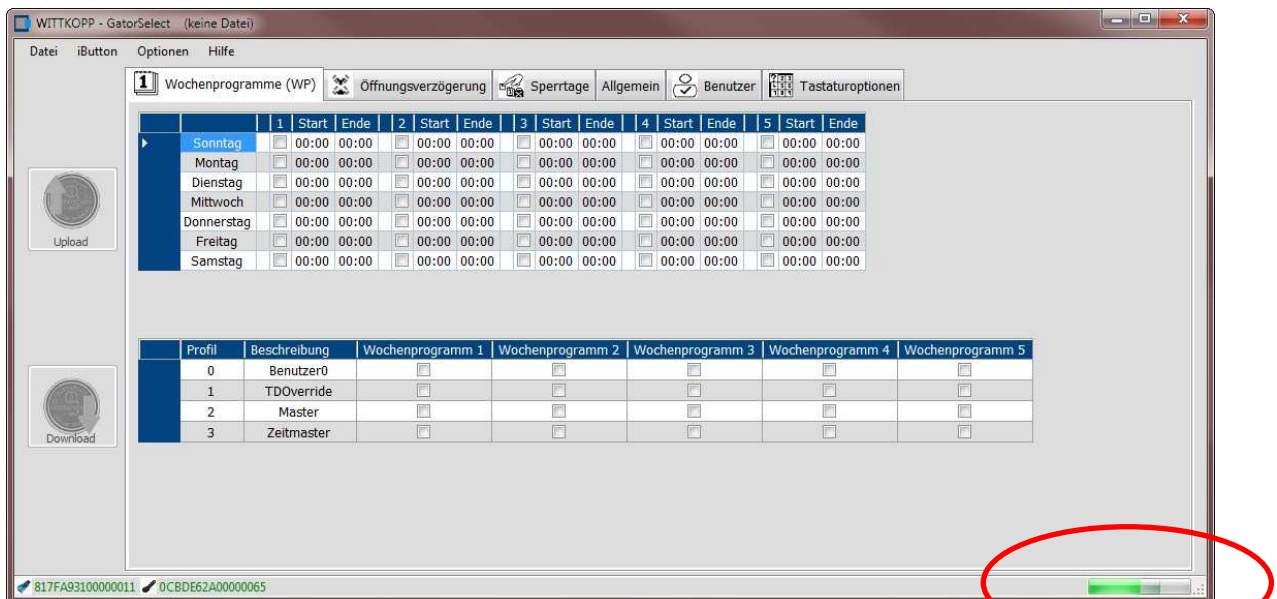 WITTKOPP - GatorSelect (keine Datei)
Datei iButton Optionen Hilfe
1 Wochenprogramme (WP) Öffnungsverzögerung Sperrtage Allgemein Benutzer Tastaturoptionen
1 Start Ende 2 Start Ende 3 Start Ende 4 Start Ende 5 Start Ende
Sonntag 00:00 00:00 00:00 00:00 00:00 00:00 00:00 00:00 00:00 00:00
Montag 00:00 00:00 00:00 00:00 00:00 00:00 00:00 00:00 00:00 00:00
Dienstag 00:00 00:00 00:00 00:00 00:00 00:00 00:00 00:00 00:00 00:00
Mittwoch 00:00 00:00 00:00 00:00 00:00 00:00 00:00 00:00 00:00 00:00
Donnerstag 00:00 00:00 00:00 00:00 00:00 00:00 00:00 00:00 00:00 00:00
Freitag 00:00 00:00 00:00 00:00 00:00 00:00 00:00 00:00 00:00 00:00
Samstag 00:00 00:00 00:00 00:00 00:00 00:00 00:00 00:00 00:00 00:00
Upload
Profil Beschreibung Wochenprogramm 1 Wochenprogramm 2 Wochenprogramm 3 Wochenprogramm 4 Wochenprogramm 5
0 Benutzer0
1 TDOverride
2 Master
3 Zeitmaster
Download
817FA93100000011 0CBDE62A00000065